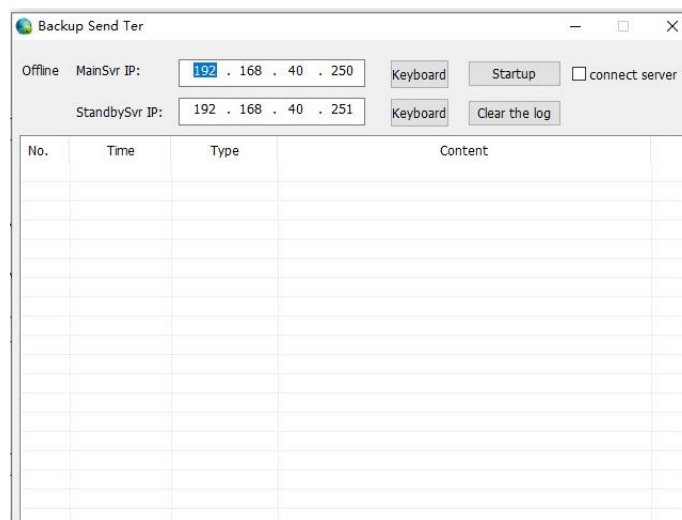 Backup Send Ter
Offline MainSvr IP: 192 . 168 . 40 . 250 Keyboard Startup connect server
StandbySvr IP: 192 . 168 . 40 . 251 Keyboard Clear the log
No. Time Type Content